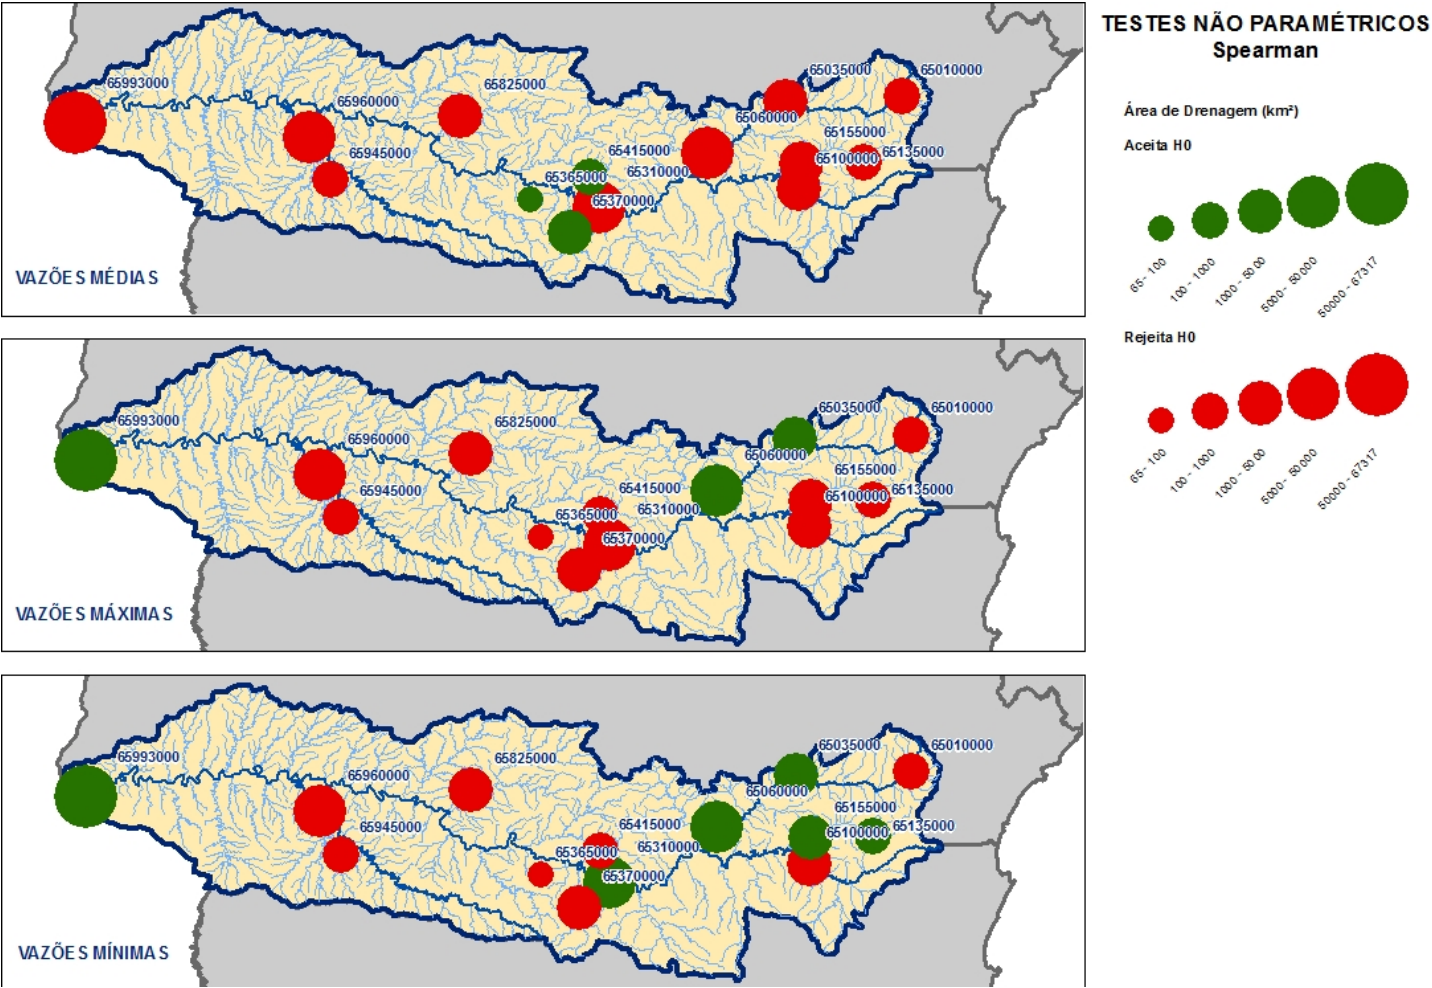 TESTES NÃO PARAMÉTRICOS
Spearman
Área de Drenagem (km²)
Aceita H0
65 - 100
100 - 1000
1000 - 5000
5000 - 50000
50000 - 67317
Rejeita H0
65 - 100
100 - 1000
1000 - 5000
5000 - 50000
50000 - 67317
65993000
65960000
65945000
65825000
65415000
65365000
65310000
65370000
65035000
65010000
65060000
65155000
65100000
65135000
VAZÕES MÉDIAS
65993000
65960000
65945000
65825000
65415000
65365000
65310000
65370000
65035000
65010000
65060000
65155000
65100000
65135000
VAZÕES MÁXIMAS
65993000
65960000
65945000
65825000
65415000
65365000
65310000
65370000
65035000
65010000
65060000
65155000
65100000
65135000
VAZÕES MÍNIMAS